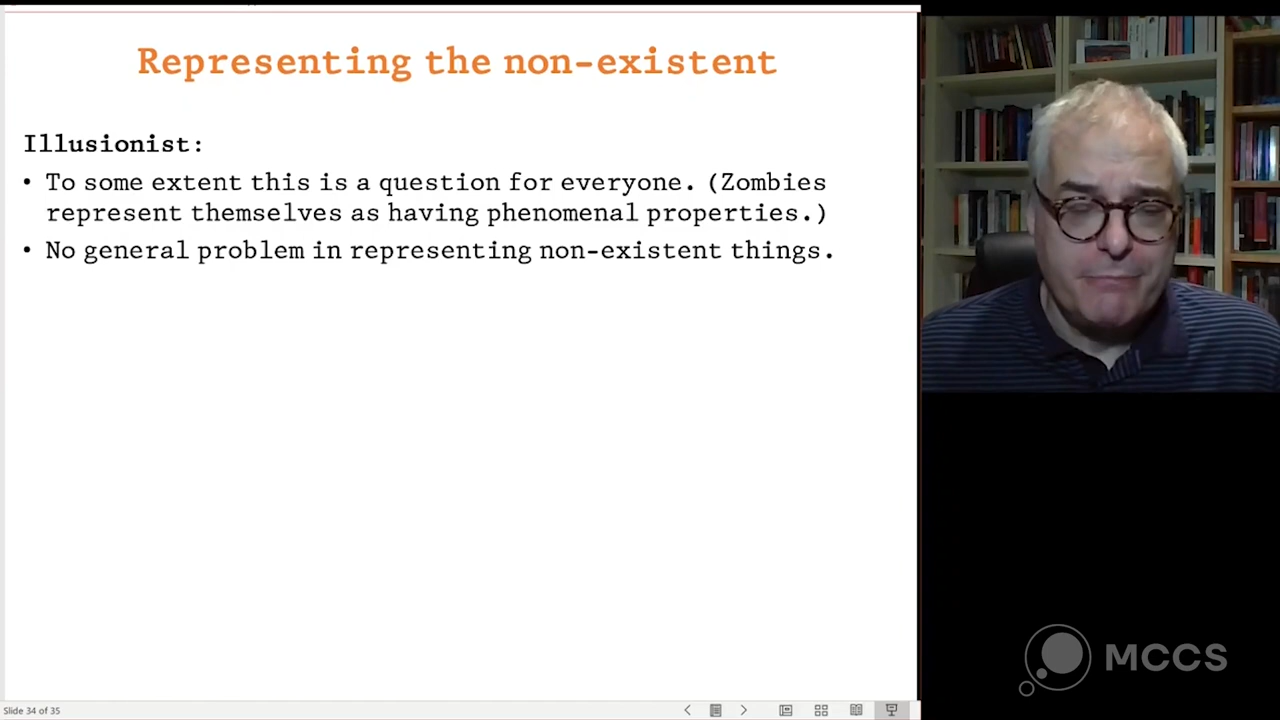 Representing the non-existent
Illusionist:
• To some extent this is a question for everyone. (Zombies
represent themselves as having phenomenal properties.)
• No general problem in representing non-existent things.
Slide 34 of 35
MCCS